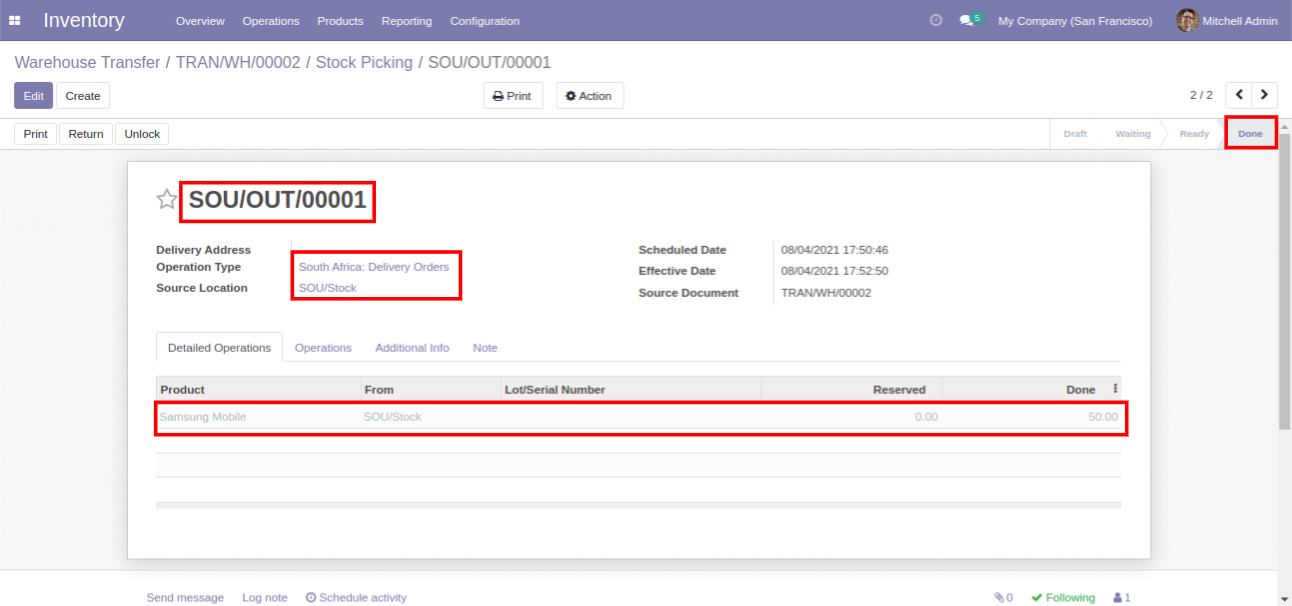 Inventory Overview Operations Products Reporting Configuration 5 My Company (San Francisco) Mitchell Admin
Warehouse Transfer / TRAN/WH/00002 / Stock Picking / SOU/OUT/00001
Edit Create Print Action 2 / 2
Print Return Unlock Draft Waiting Ready Done
SOU/OUT/00001
Delivery Address Scheduled Date 08/04/2021 17:50:46
Operation Type South Africa: Delivery Orders Effective Date 08/04/2021 17:52:50
Source Location SOU/Stock Source Document TRAN/WH/00002
Detailed Operations Operations Additional Info Note
Product From Lot/Serial Number Reserved Done
Samsung Mobile SOU/Stock 0.00 50.00
Send message Log note Schedule activity 0 Following 1